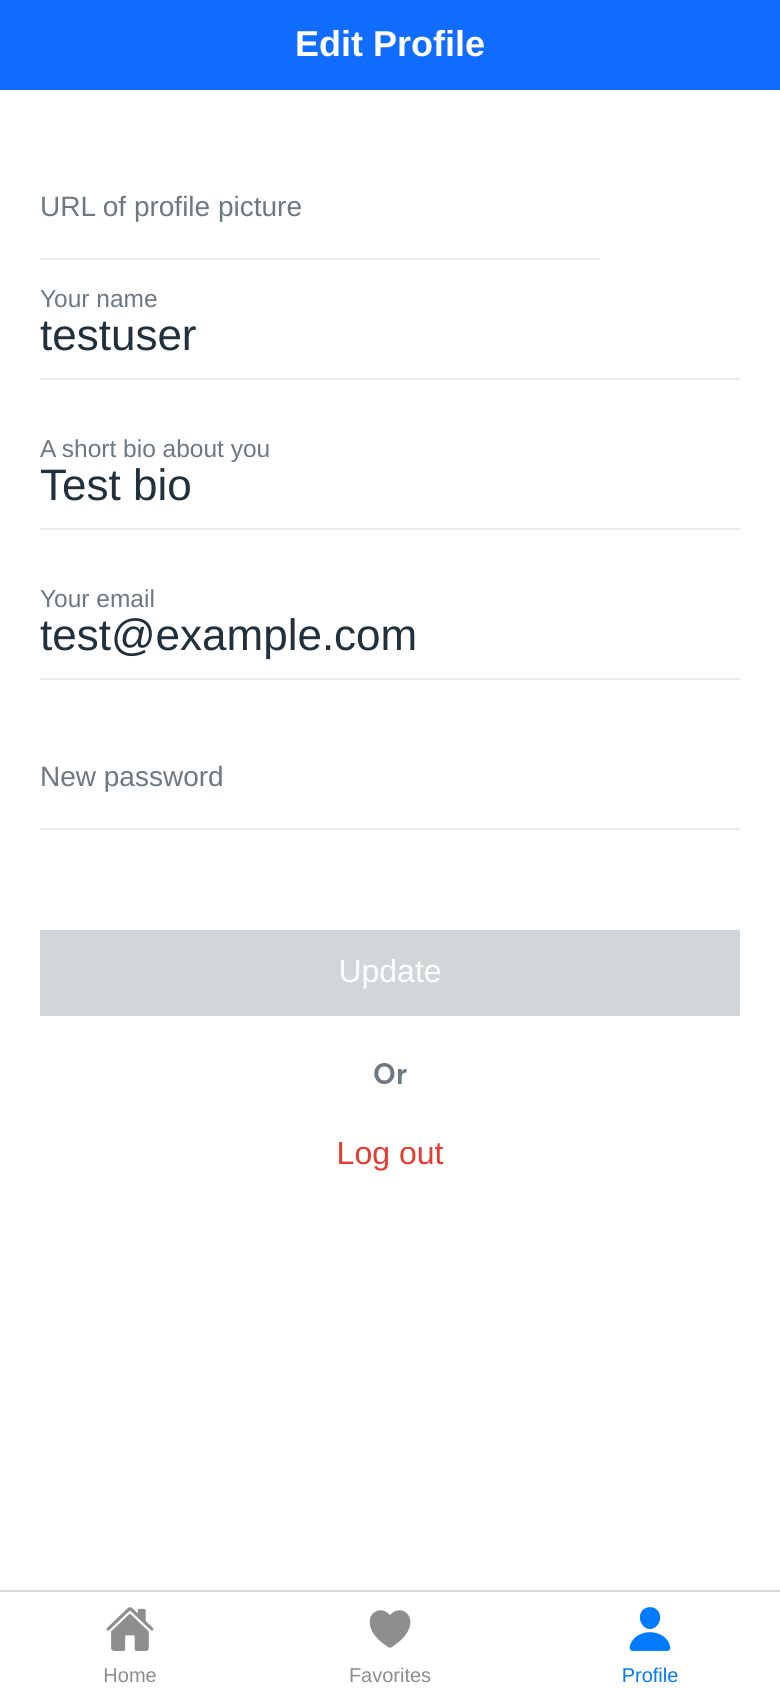 Edit Profile
URL of profile picture
Your name
testuser
A short bio about you
Test bio
Your email
test@example.com
New password
Update
Or
Log out
Home
Favorites
Profile